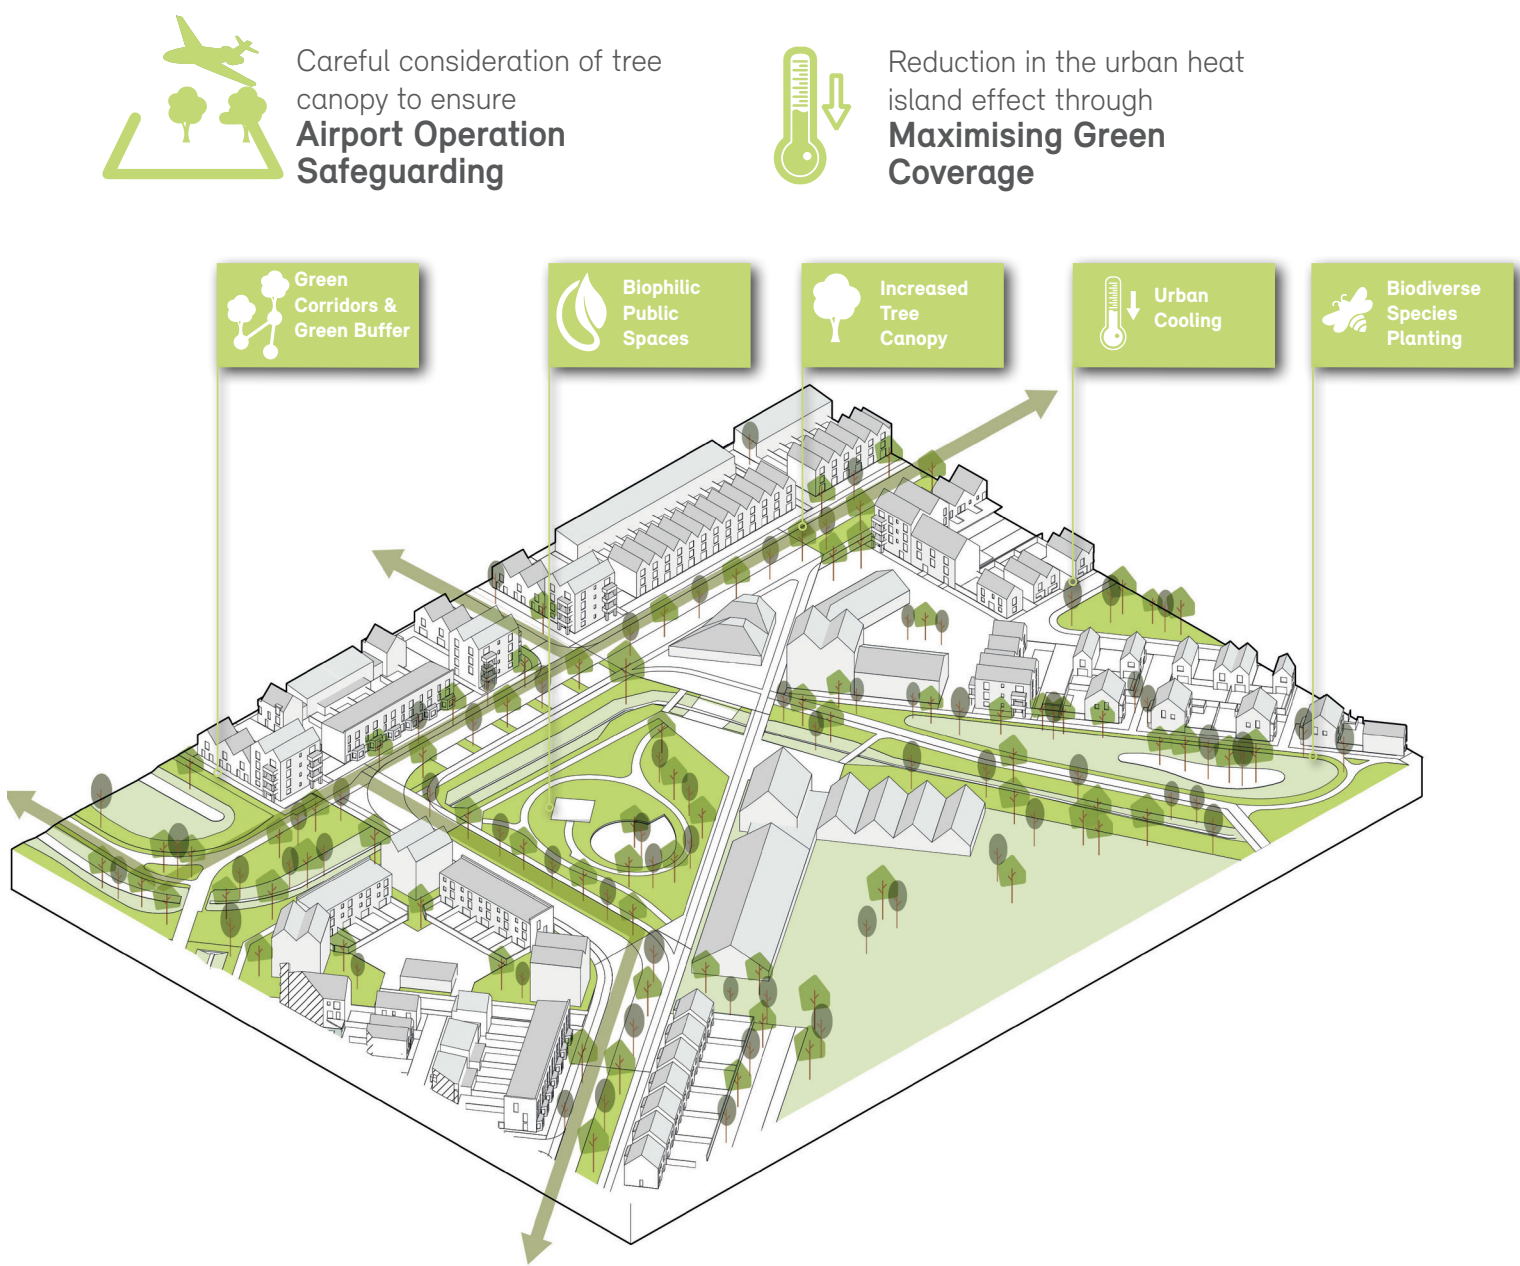 Careful consideration of tree
canopy to ensure
Airport Operation
Safeguarding
Reduction in the urban heat
island effect through
Maximising Green
Coverage
Green
Corridors &
Green Buffer
Biophilic
Public
Spaces
Increased
Tree
Canopy
Urban
Cooling
Biodiverse
Species
Planting